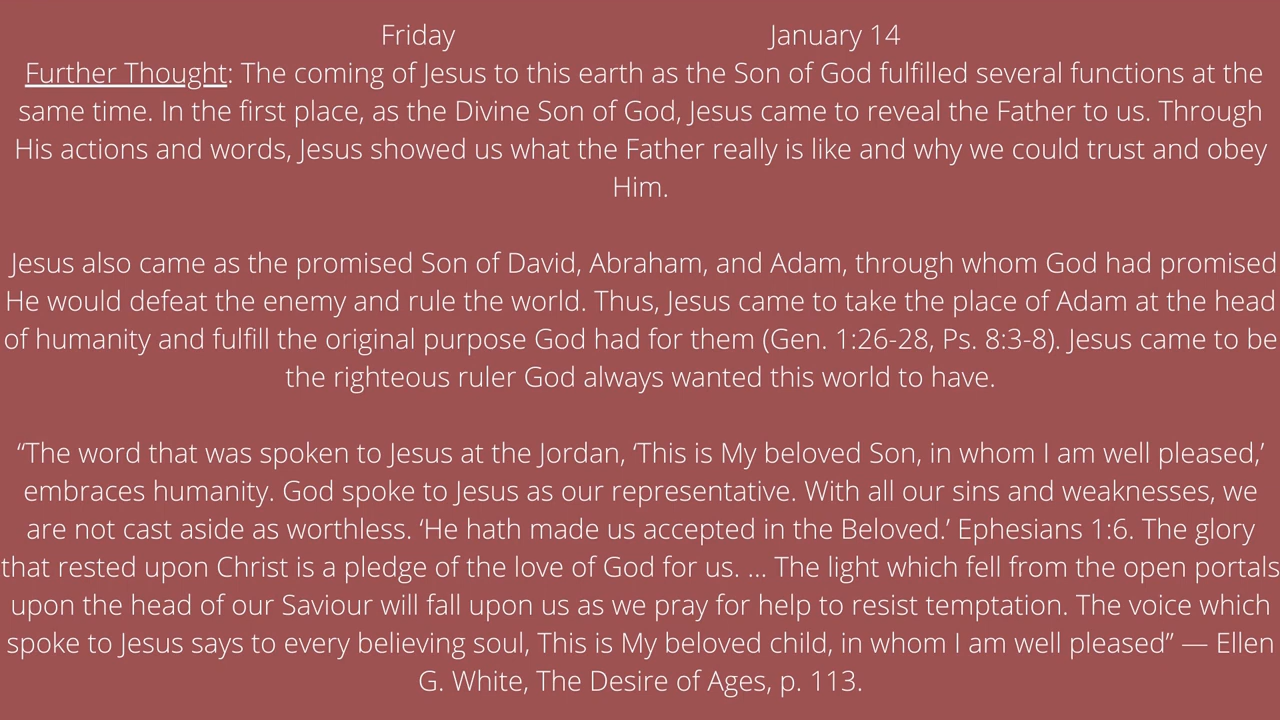 Friday January 14
Further Thought: The coming of Jesus to this earth as the Son of God fulfilled several functions at the
same time. In the first place, as the Divine Son of God, Jesus came to reveal the Father to us. Through
His actions and words, Jesus showed us what the Father really is like and why we could trust and obey
Him.
Jesus also came as the promised Son of David, Abraham, and Adam, through whom God had promised
He would defeat the enemy and rule the world. Thus, Jesus came to take the place of Adam at the head
of humanity and fulfill the original purpose God had for them (Gen. 1:26-28, Ps. 8:3-8). Jesus came to be
the righteous ruler God always wanted this world to have.
“The word that was spoken to Jesus at the Jordan, ‘This is My beloved Son, in whom I am well pleased,’
embraces humanity. God spoke to Jesus as our representative. With all our sins and weaknesses, we
are not cast aside as worthless. ‘He hath made us accepted in the Beloved.’ Ephesians 1:6. The glory
that rested upon Christ is a pledge of the love of God for us. ... The light which fell from the open portals
upon the head of our Saviour will fall upon us as we pray for help to resist temptation. The voice which
spoke to Jesus says to every believing soul, This is My beloved child, in whom I am well pleased” — Ellen
G. White, The Desire of Ages, p. 113.